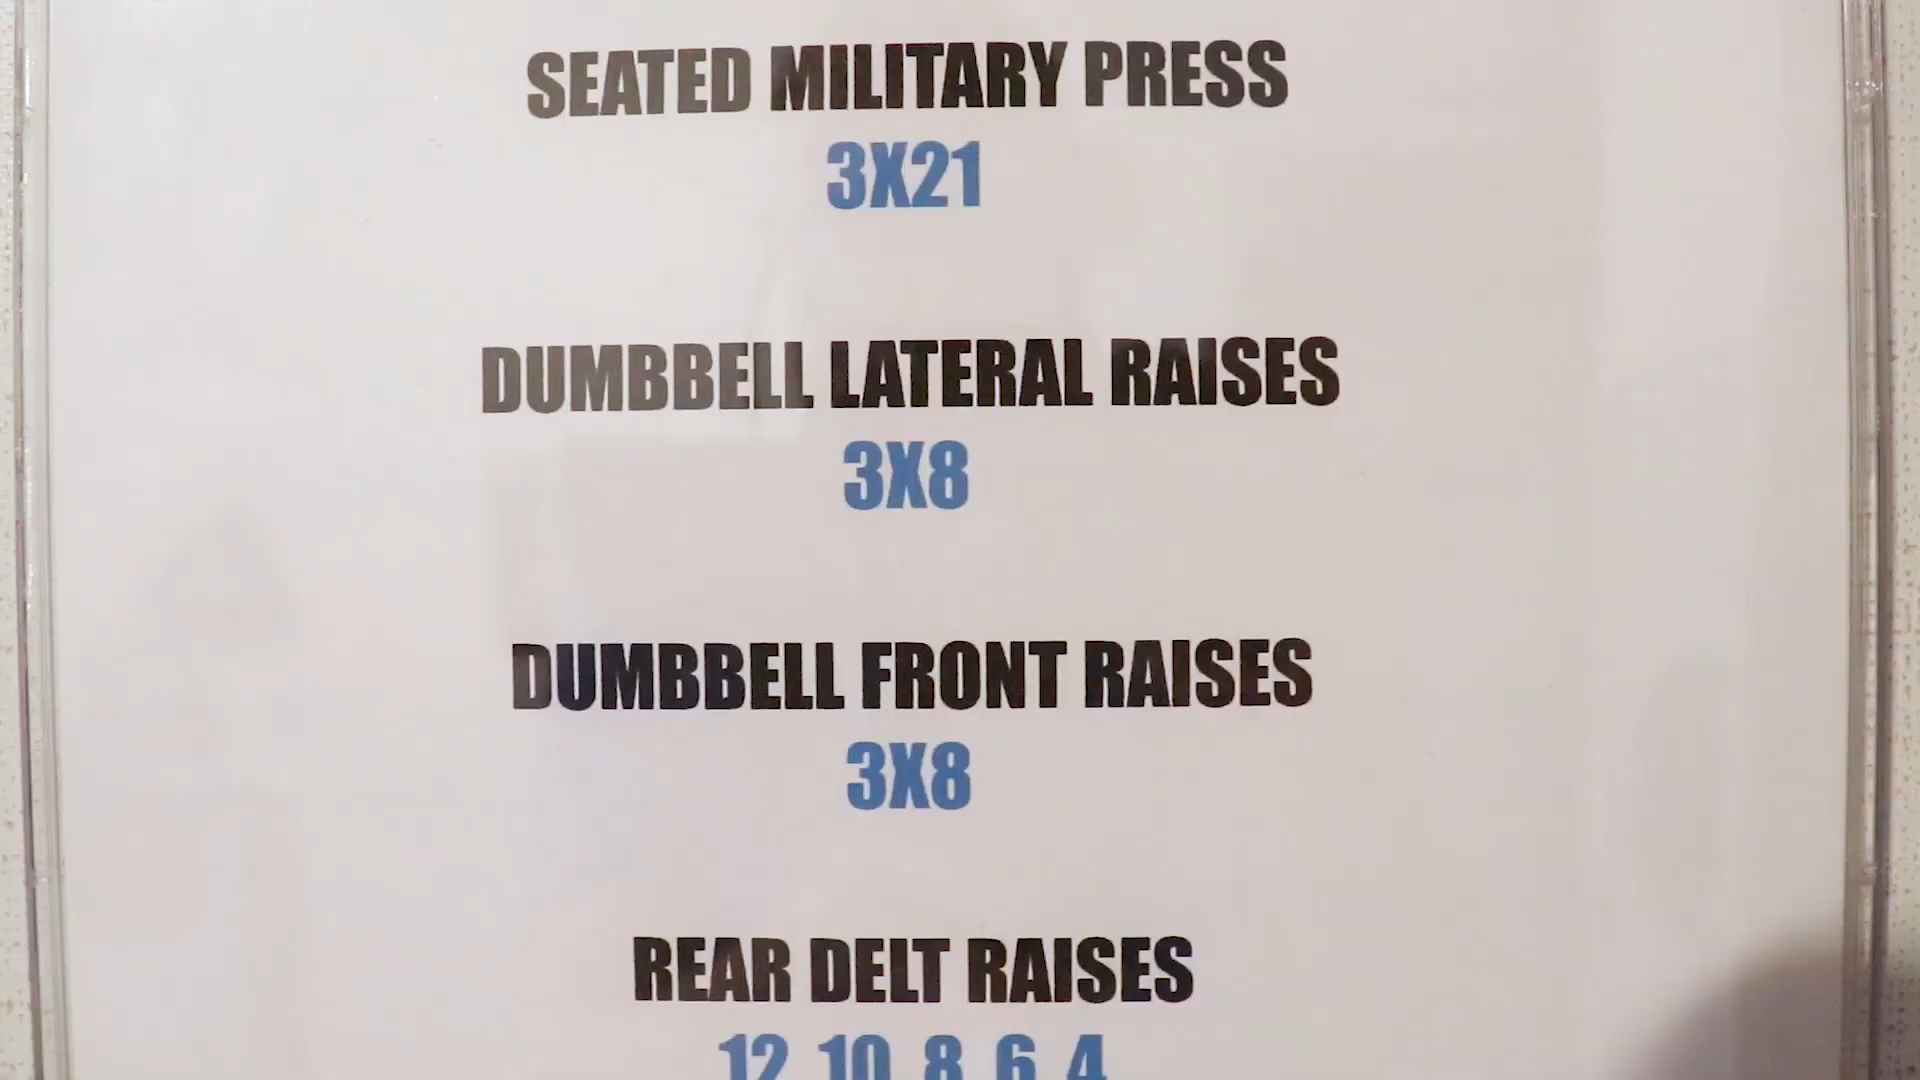 SEATED MILITARY PRESS
3X21
DUMBBELL LATERAL RAISES
3X8
DUMBBELL FRONT RAISES
3X8
REAR DELT RAISES
12 10 8 6 4